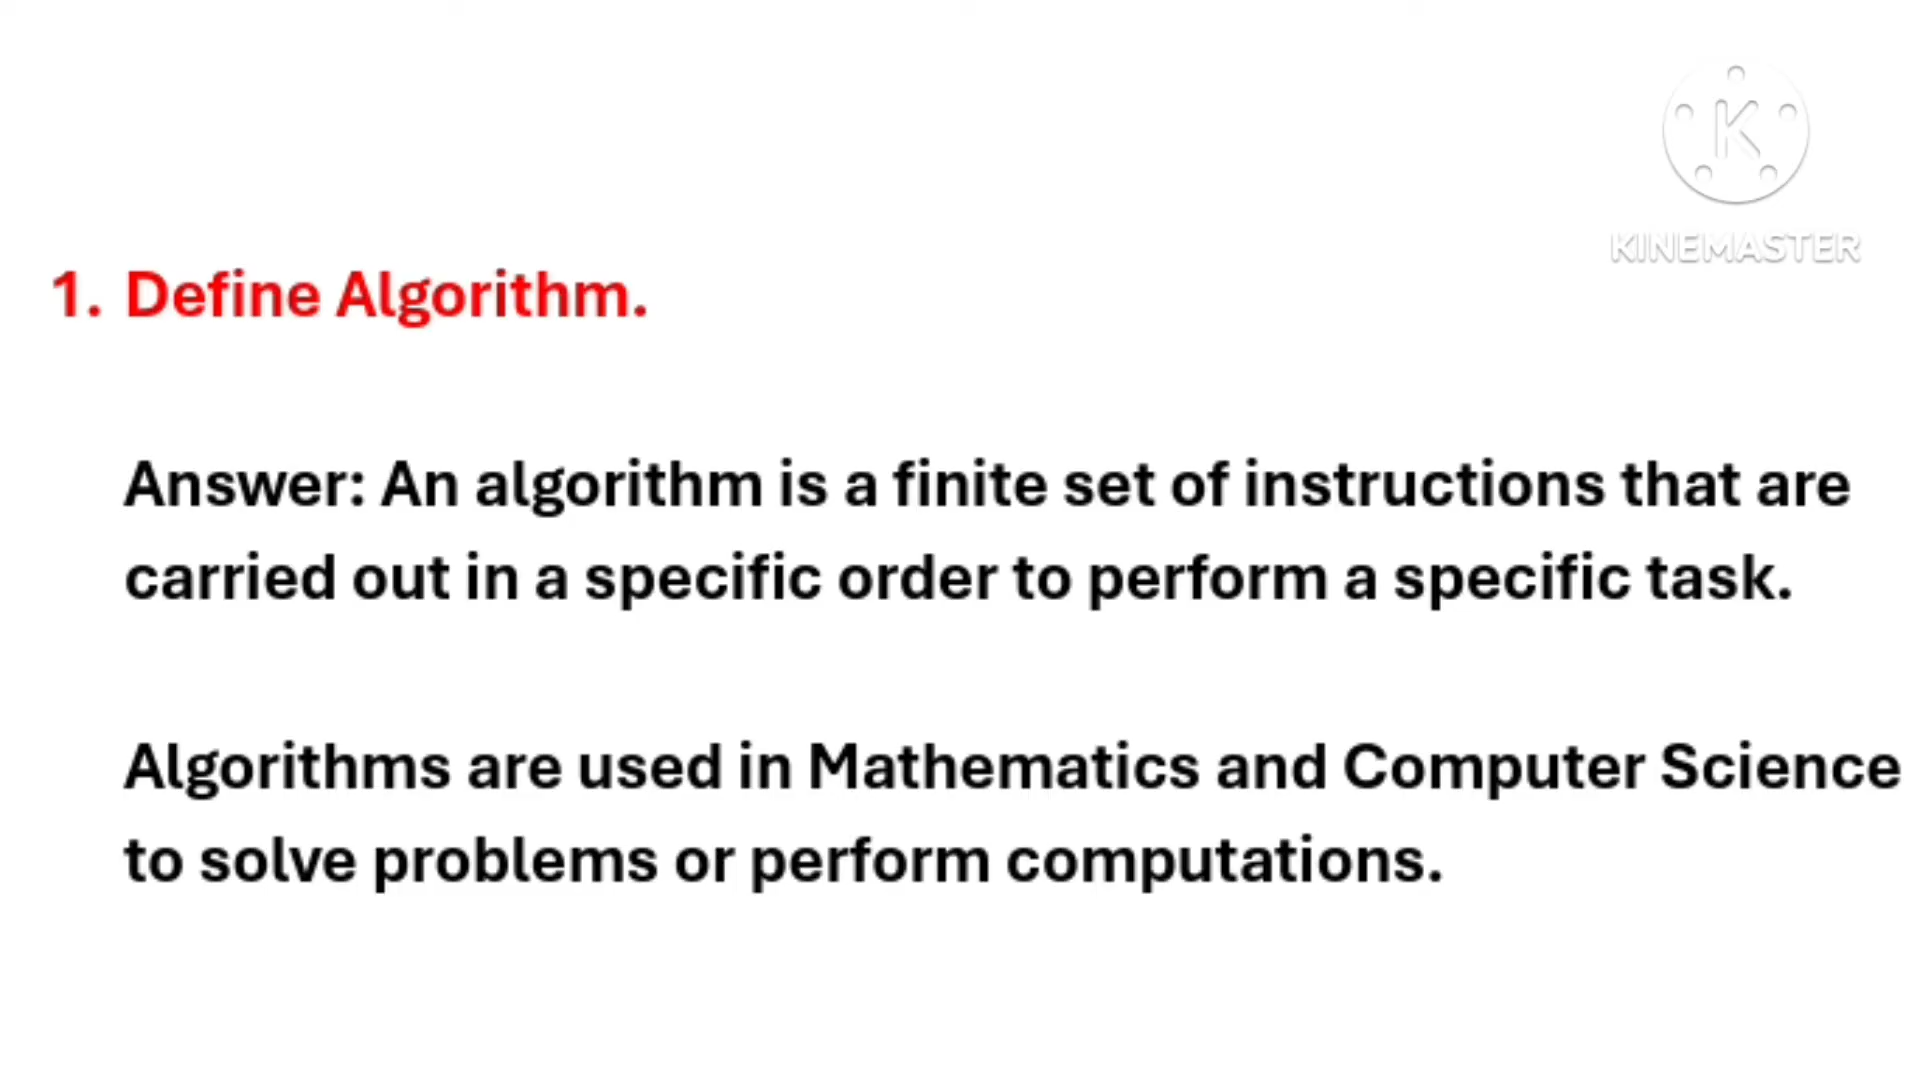 K
KINEMASTER
1. Define Algorithm.
Answer: An algorithm is a finite set of instructions that are
carried out in a specific order to perform a specific task.
Algorithms are used in Mathematics and Computer Science
to solve problems or perform computations.